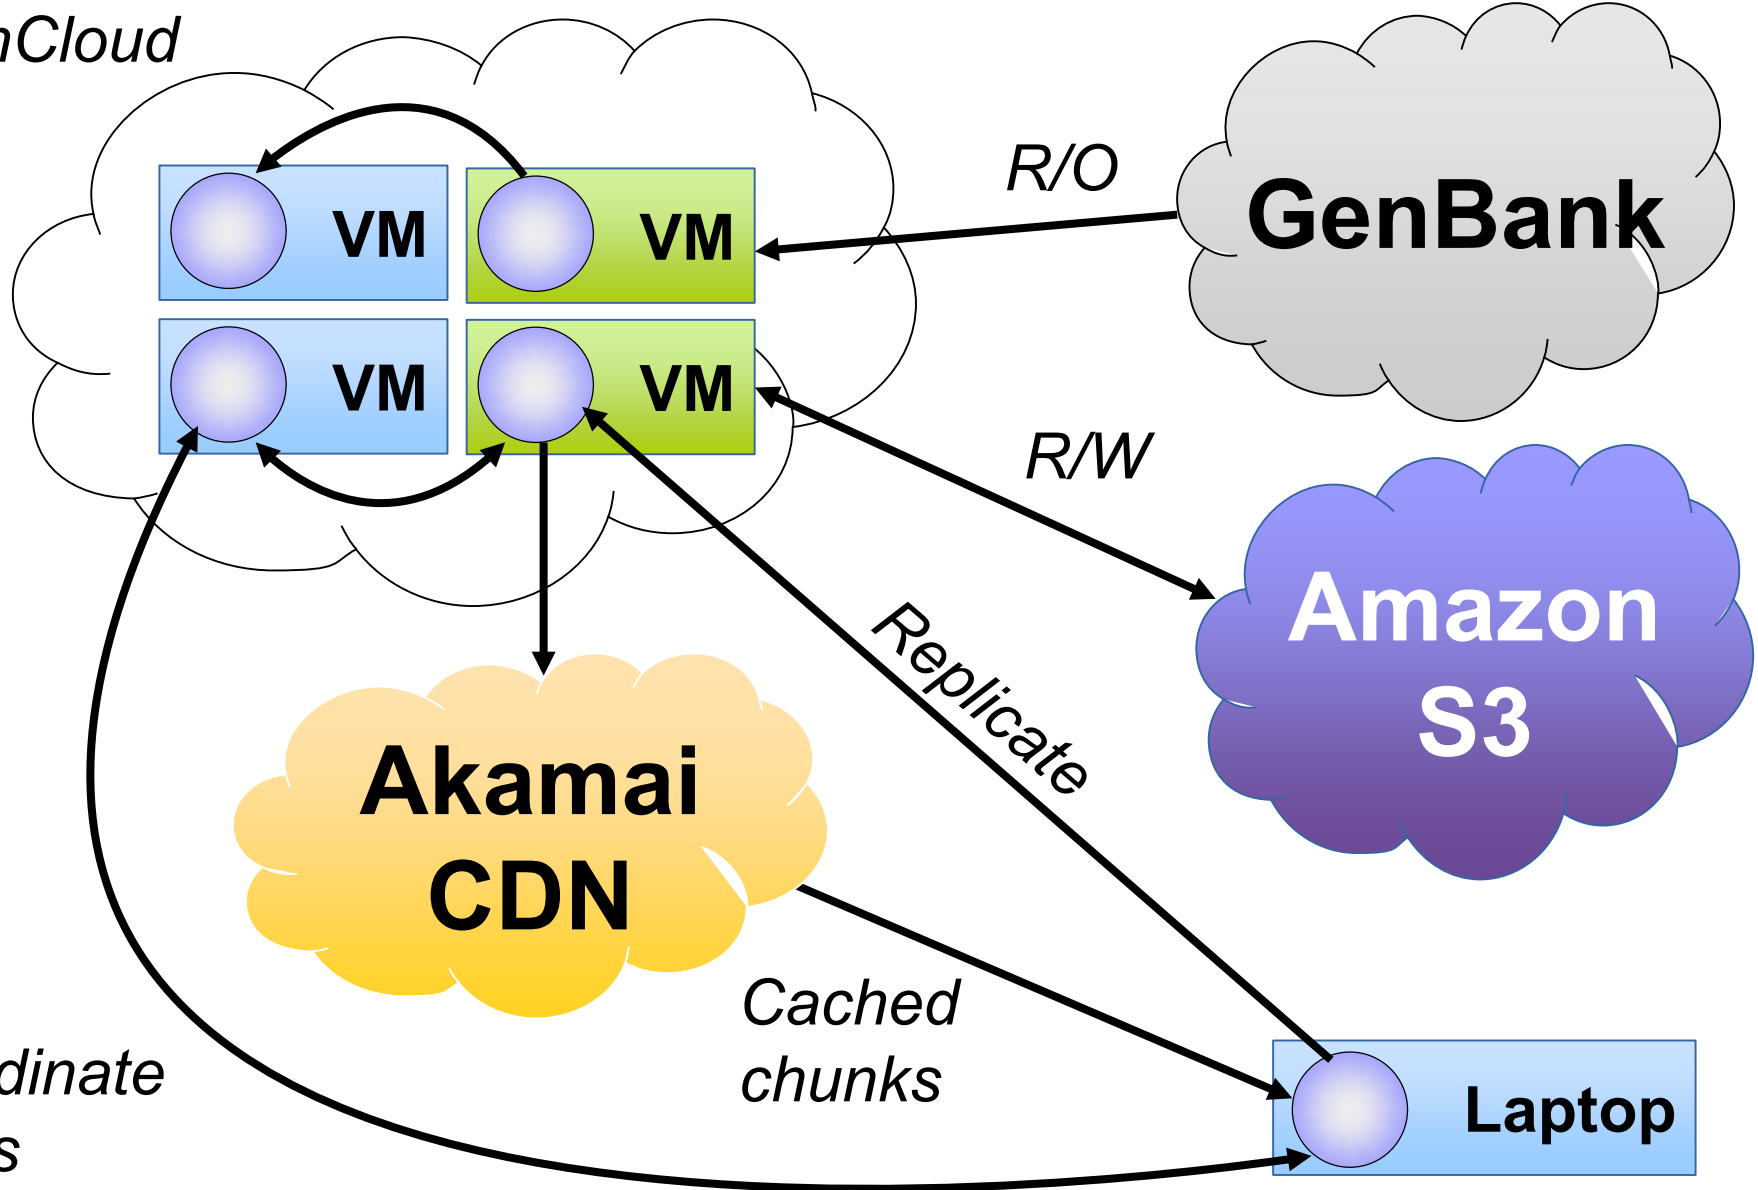 nCloud
R/O
GenBank
VM
VM
VM
VM
R/W
Amazon
S3
Replicate
Akamai
CDN
Cached
chunks
dinate
s
Laptop